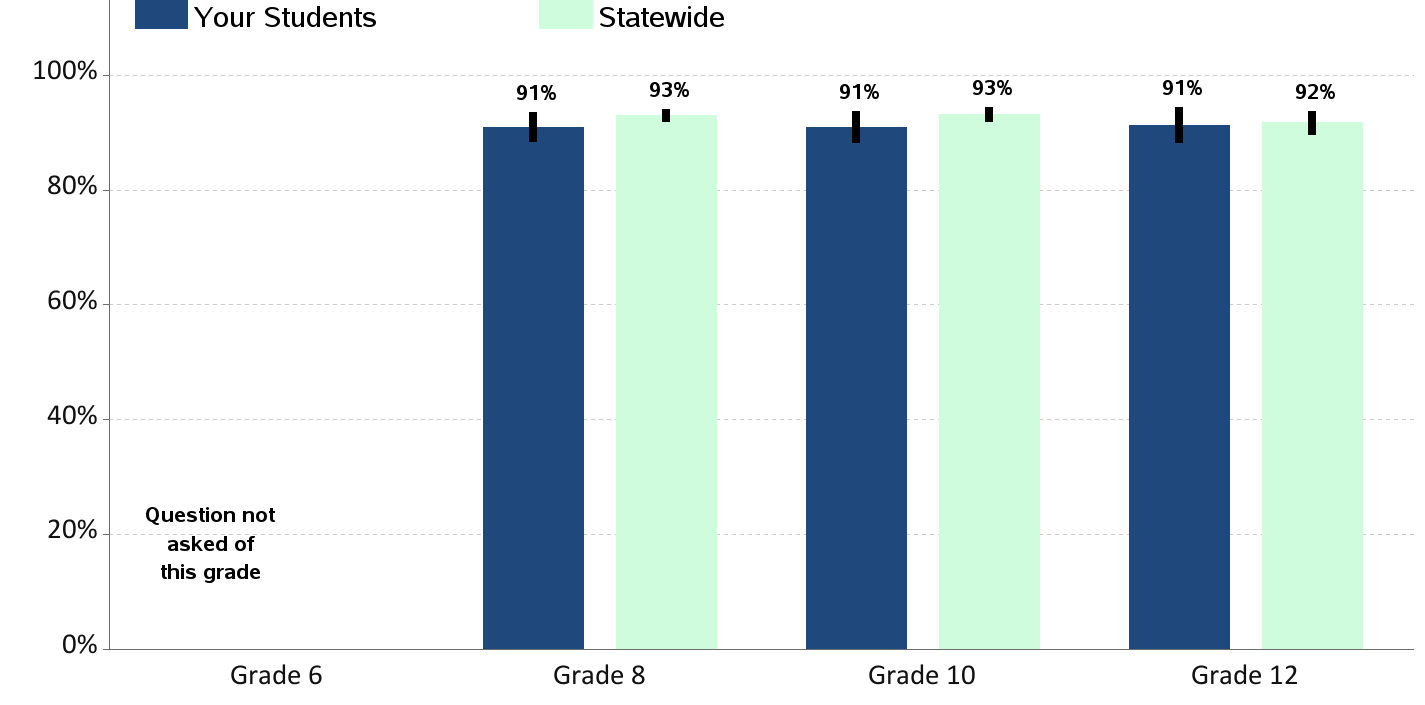 Your Students
Statewide
100%
80%
60%
40%
20%
0%
91%
93%
91%
93%
91%
92%
Question not
asked of
this grade
Grade 6
Grade 8
Grade 10
Grade 12